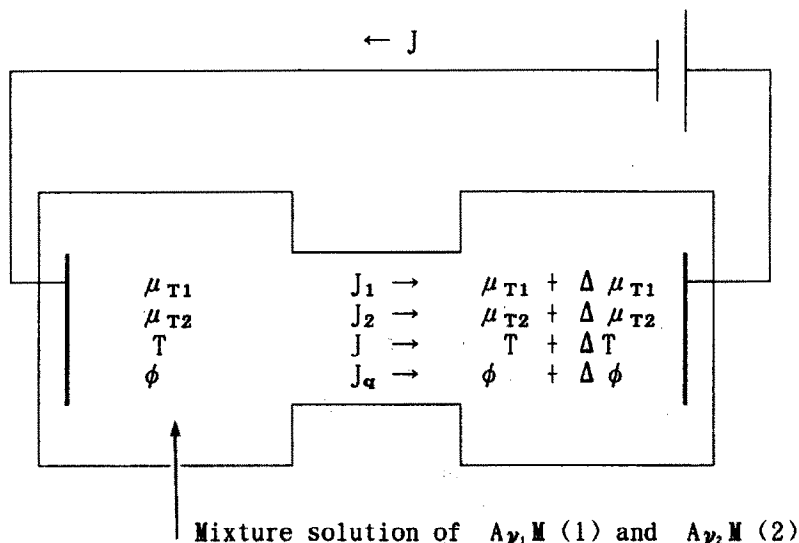 ← J
μT1 J1 → μT1 + Δ μT1
μT2 J2 → μT2 + Δ μT2
T J → T + Δ T
ϕ Jq → ϕ + Δ ϕ
Mixture solution of Aν1M (1) and Aν2M (2)